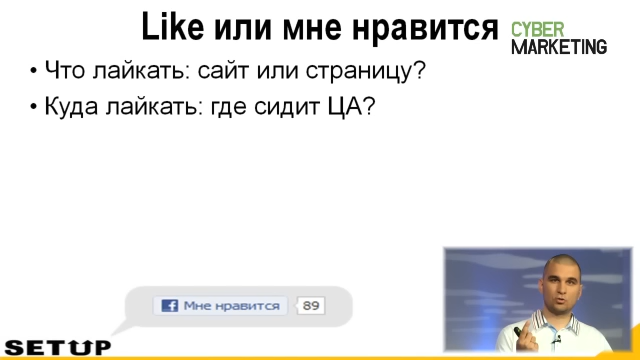 Like или мне нравится
CYBER
MARKETING
• Что лайкать: сайт или страницу?
• Куда лайкать: где сидит ЦА?
f Мне нравится 89
SETUP